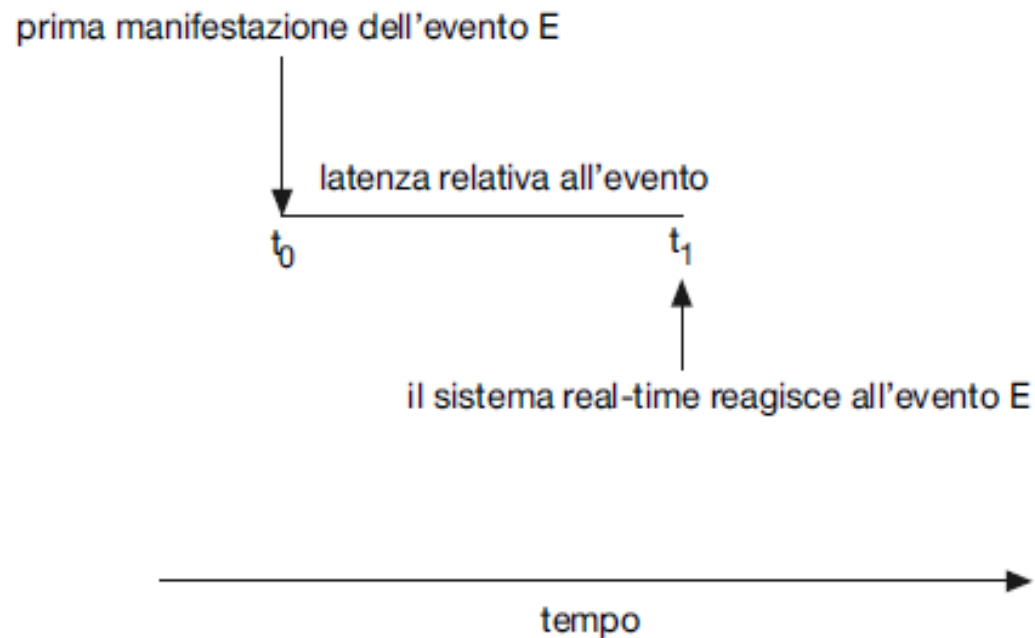 prima manifestazione dell'evento E
latenza relativa all'evento
t0
t1
il sistema real-time reagisce all'evento E
tempo